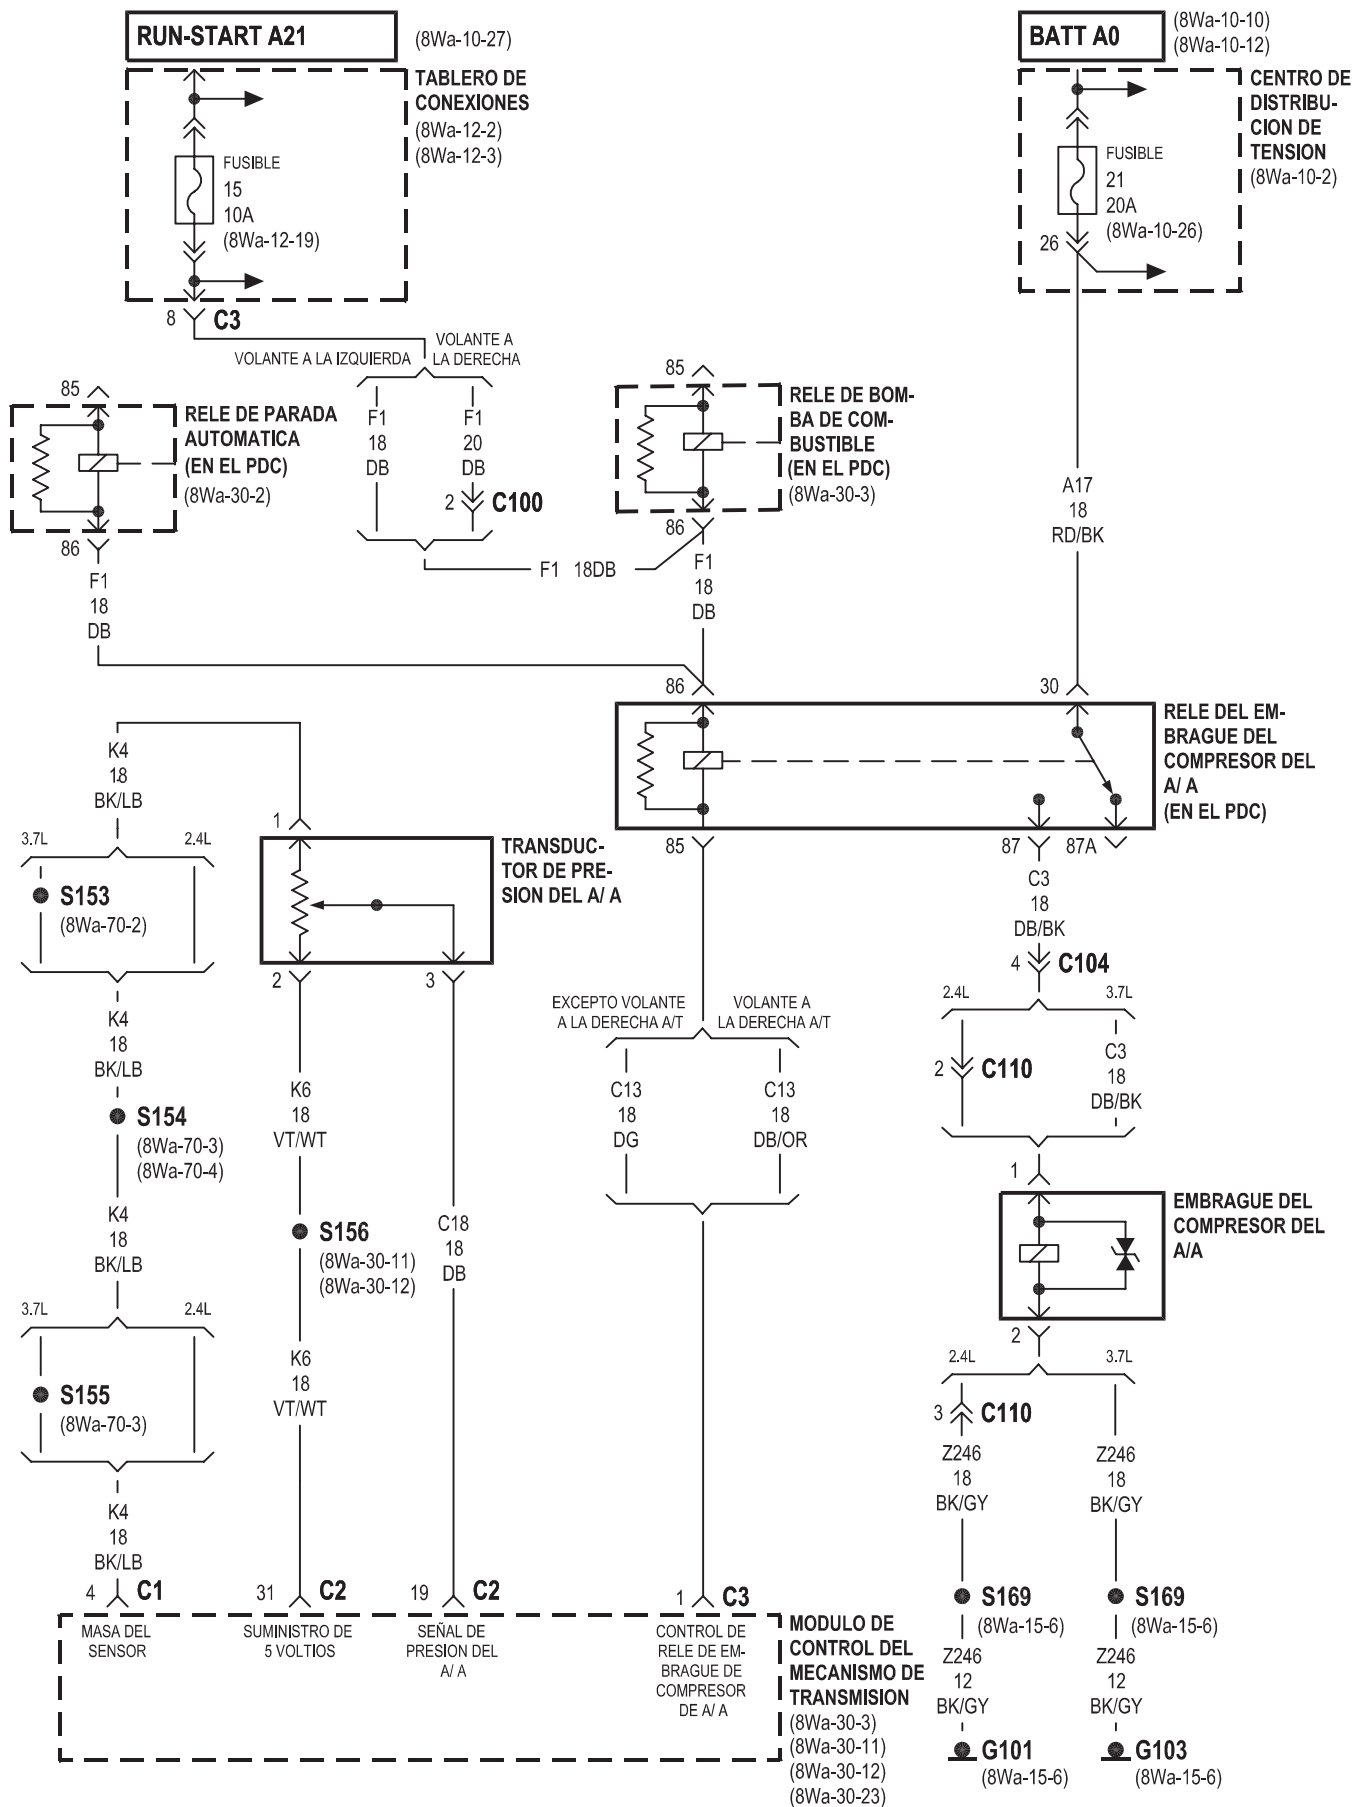 RUN-START A21
(8Wa-10-27)
BATT A0
(8Wa-10-10)
(8Wa-10-12)
TABLERO DE
CONEXIONES
(8Wa-12-2)
(8Wa-12-3)
FUSIBLE
15
10A
(8Wa-12-19)
CENTRO DE
DISTRIBU-
CION DE
TENSION
(8Wa-10-2)
FUSIBLE
21
20A
(8Wa-10-26)
26
8
C3
VOLANTE A LA IZQUIERDA
VOLANTE A
LA DERECHA
85
RELE DE PARADA
AUTOMATICA
(EN EL PDC)
(8Wa-30-2)
86
F1
18
DB
F1
18
DB
F1
20
DB
2
C100
F1 18DB
85
RELE DE BOM-
BA DE COM-
BUSTIBLE
(EN EL PDC)
(8Wa-30-3)
86
F1
18
DB
A17
18
RD/BK
86
30
RELE DEL EM-
BRAGUE DEL
COMPRESOR DEL
A/ A
(EN EL PDC)
85
87
87A
K4
18
BK/LB
1
TRANSDUC-
TOR DE PRE-
SION DEL A/ A
2
3
3.7L
2.4L
S153
(8Wa-70-2)
K4
18
BK/LB
S154
(8Wa-70-3)
(8Wa-70-4)
K4
18
BK/LB
3.7L
2.4L
S155
(8Wa-70-3)
K4
18
BK/LB
4
C1
K6
18
VT/WT
S156
(8Wa-30-11)
(8Wa-30-12)
K6
18
VT/WT
31
C2
C18
18
DB
19
C2
EXCEPTO VOLANTE
A LA DERECHA A/T
VOLANTE A
LA DERECHA A/T
C13
18
DG
C13
18
DB/OR
1
C3
C3
18
DB/BK
4
C104
2.4L
3.7L
2
C110
C3
18
DB/BK
1
EMBRAGUE DEL
COMPRESOR DEL
A/A
2
2.4L
3.7L
3
C110
Z246
18
BK/GY
Z246
18
BK/GY
S169
(8Wa-15-6)
S169
(8Wa-15-6)
Z246
12
BK/GY
Z246
12
BK/GY
G101
(8Wa-15-6)
G103
(8Wa-15-6)
MASA DEL
SENSOR
SUMINISTRO DE
5 VOLTIOS
SEÑAL DE
PRESION DEL
A/ A
CONTROL DE
RELE DE EM-
BRAGUE DE
COMPRESOR
DE A/ A
MODULO DE
CONTROL DEL
MECANISMO DE
TRANSMISION
(8Wa-30-3)
(8Wa-30-11)
(8Wa-30-12)
(8Wa-30-23)